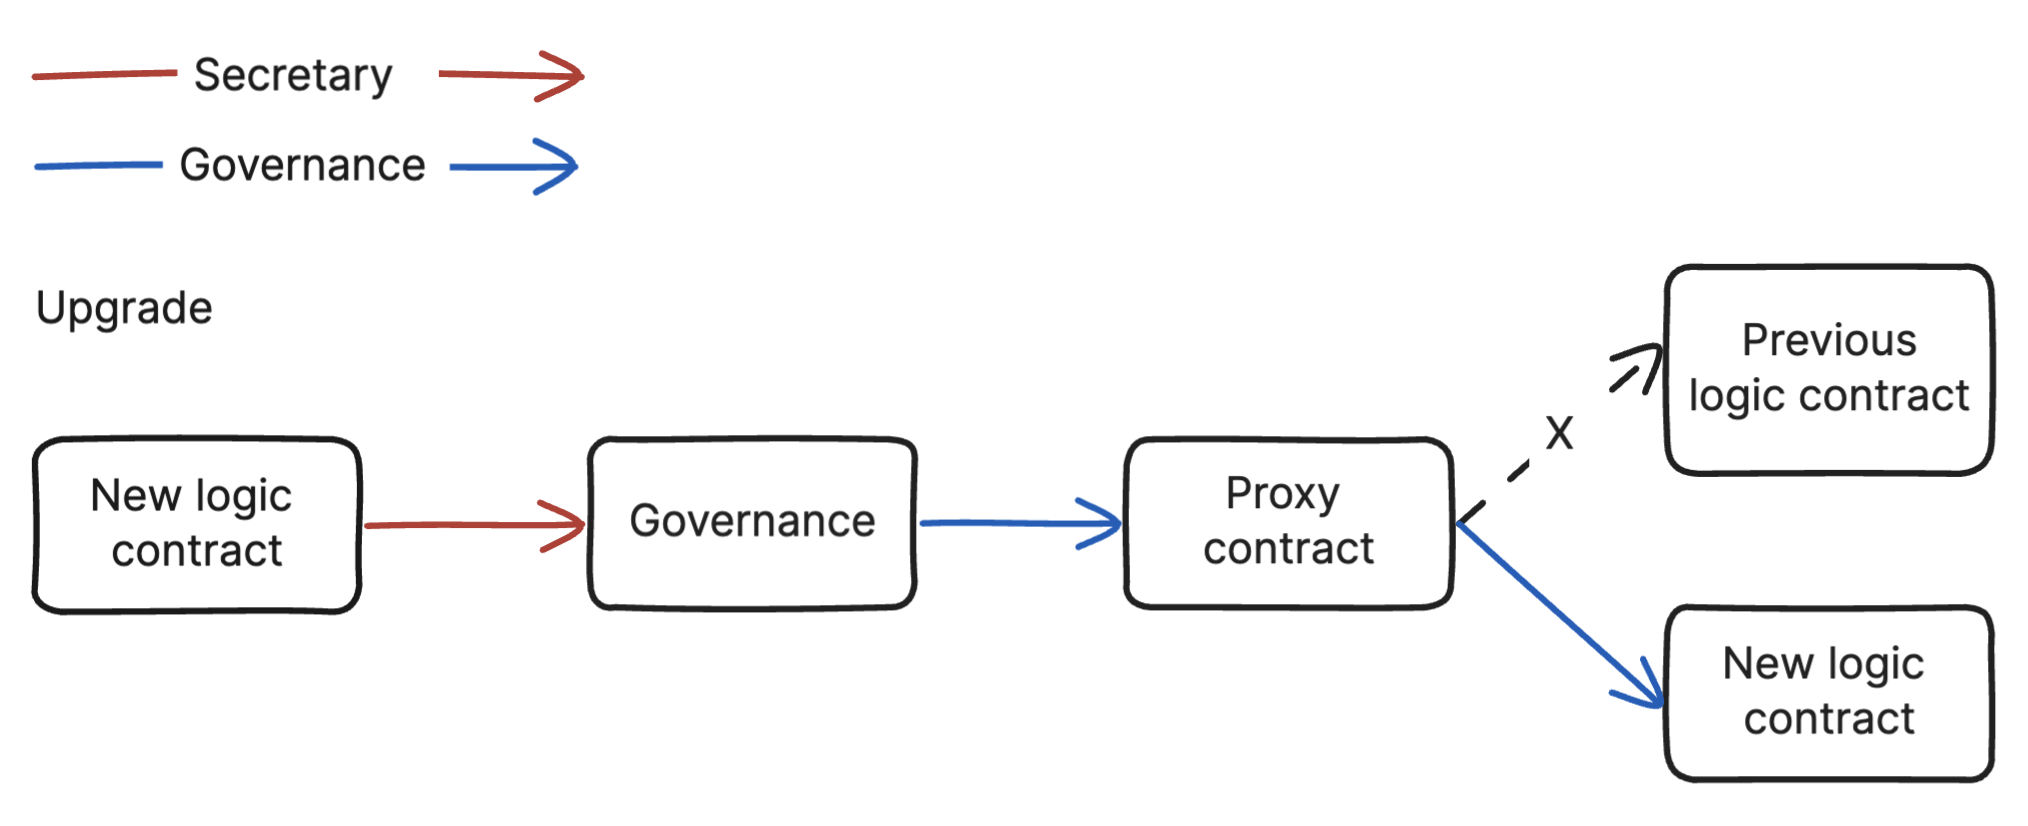 Secretary
Governance
Upgrade
Previous
logic contract
X
New logic
contract
Governance
Proxy
contract
New logic
contract